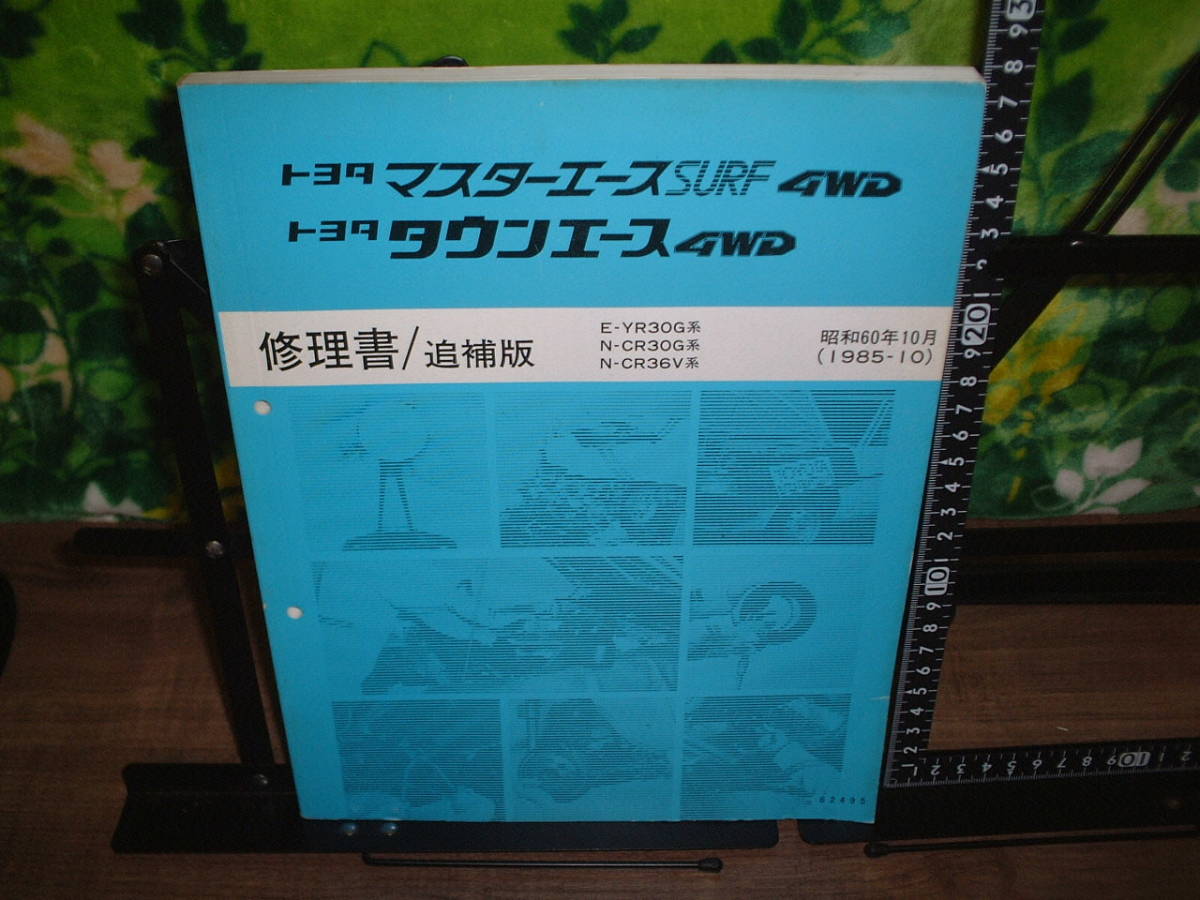 トヨタ マスターエースSURF 4WD
トヨタ タウンエース4WD
修理書/追補版
E-YR30G系
N-CR30G系
N-CR36V系
昭和60年10月
(1985-10)
62495